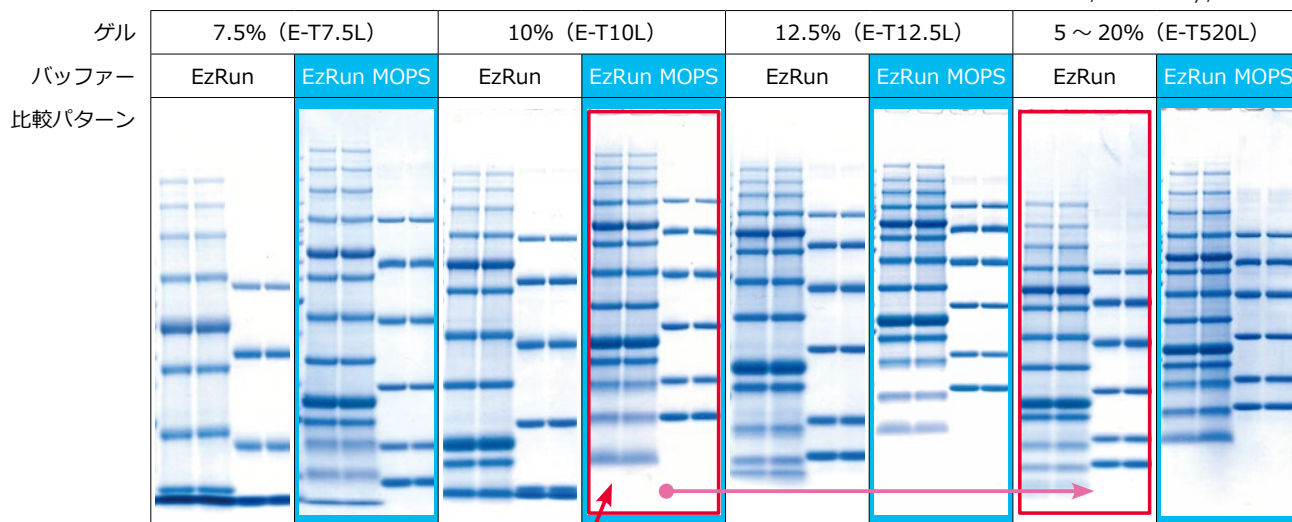 ゲル 7.5%（E-T7.5L） 10%（E-T10L） 12.5%（E-T12.5L） 5～20%（E-T520L）
バッファー EzRun EzRun MOPS EzRun EzRun MOPS EzRun EzRun MOPS EzRun EzRun MOPS
比較パターン